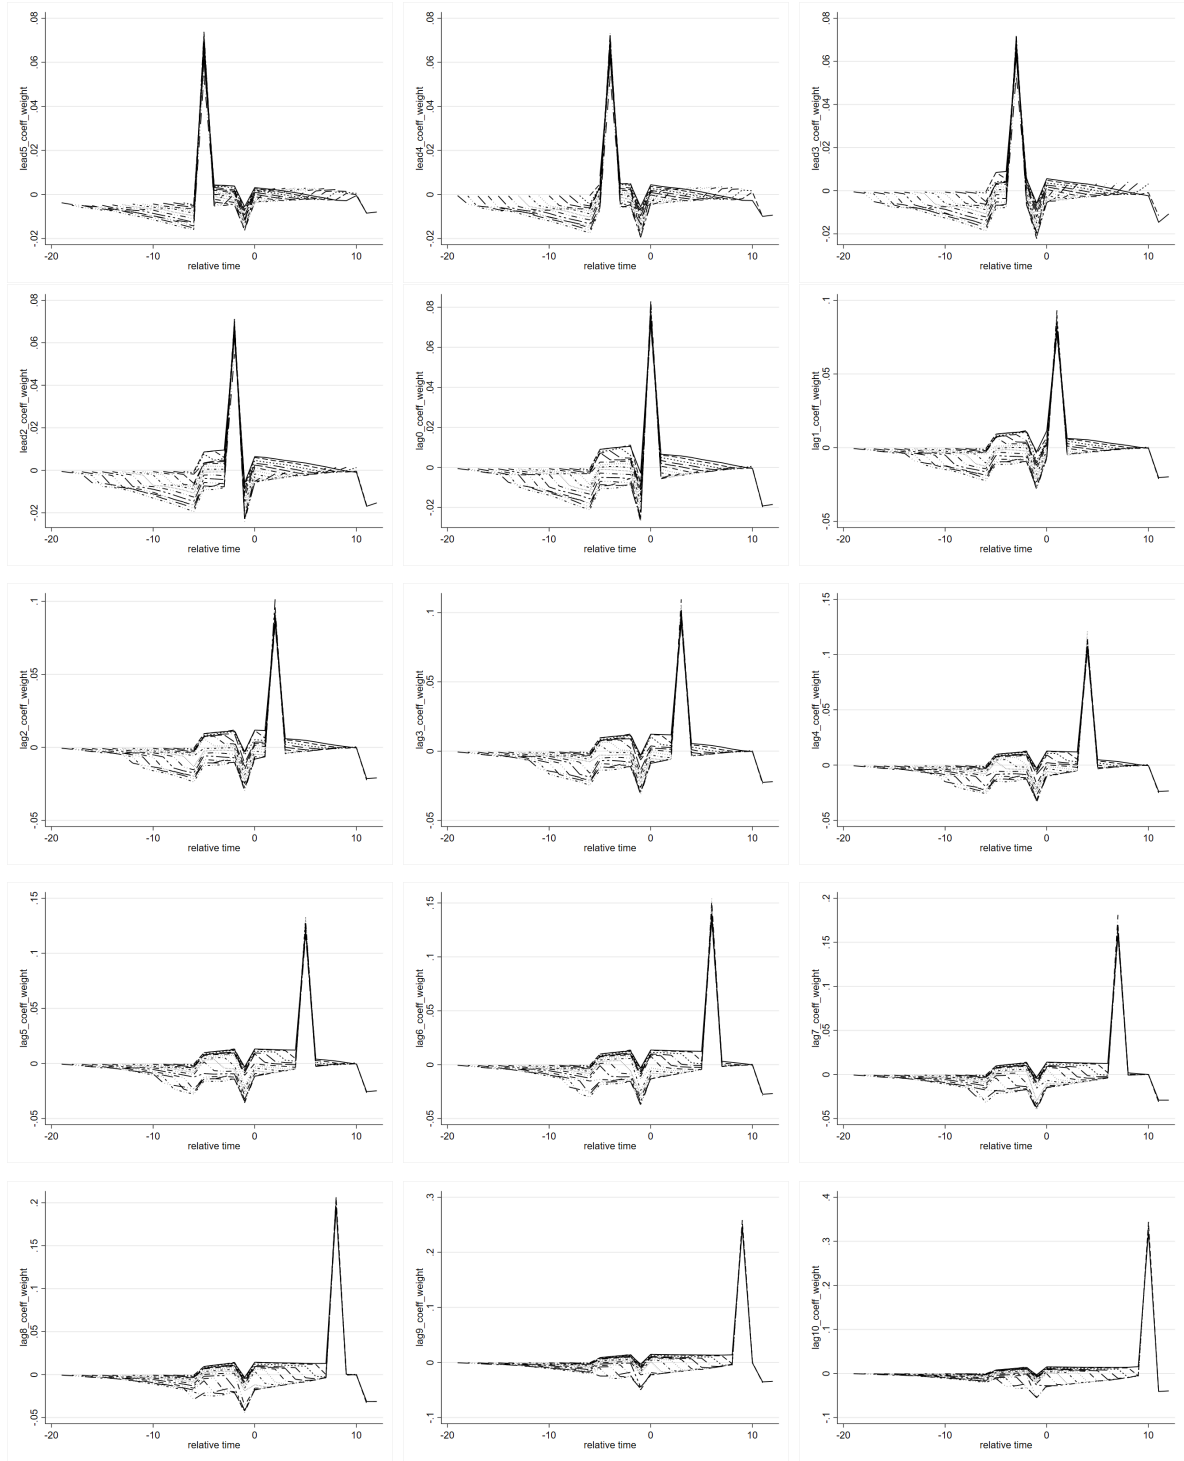 lead5_coeff_weight
-.02 0 .02 .04 .06 .08
-20 -10 0 10
relative time
lead4_coeff_weight
-.02 0 .02 .04 .06 .08
-20 -10 0 10
relative time
lead3_coeff_weight
-.02 0 .02 .04 .06 .08
-20 -10 0 10
relative time
lead2_coeff_weight
-.02 0 .02 .04 .06 .08
-20 -10 0 10
relative time
lag0_coeff_weight
-.02 0 .02 .04 .06 .08
-20 -10 0 10
relative time
lag1_coeff_weight
-.05 0 .05 .1
-20 -10 0 10
relative time
lag2_coeff_weight
-.05 0 .05 .1
-20 -10 0 10
relative time
lag3_coeff_weight
-.05 0 .05 .1
-20 -10 0 10
relative time
lag4_coeff_weight
-.05 0 .05 .1 .15
-20 -10 0 10
relative time
lag5_coeff_weight
-.05 0 .05 .1 .15
-20 -10 0 10
relative time
lag6_coeff_weight
-.05 0 .05 .1 .15
-20 -10 0 10
relative time
lag7_coeff_weight
-.05 0 .05 .1 .15 .2
-20 -10 0 10
relative time
lag8_coeff_weight
-.05 0 .05 .1 .15 .2
-20 -10 0 10
relative time
lag9_coeff_weight
-.1 0 .1 .2 .3
-20 -10 0 10
relative time
lag10_coeff_weight
-.1 0 .1 .2 .3 .4
-20 -10 0 10
relative time